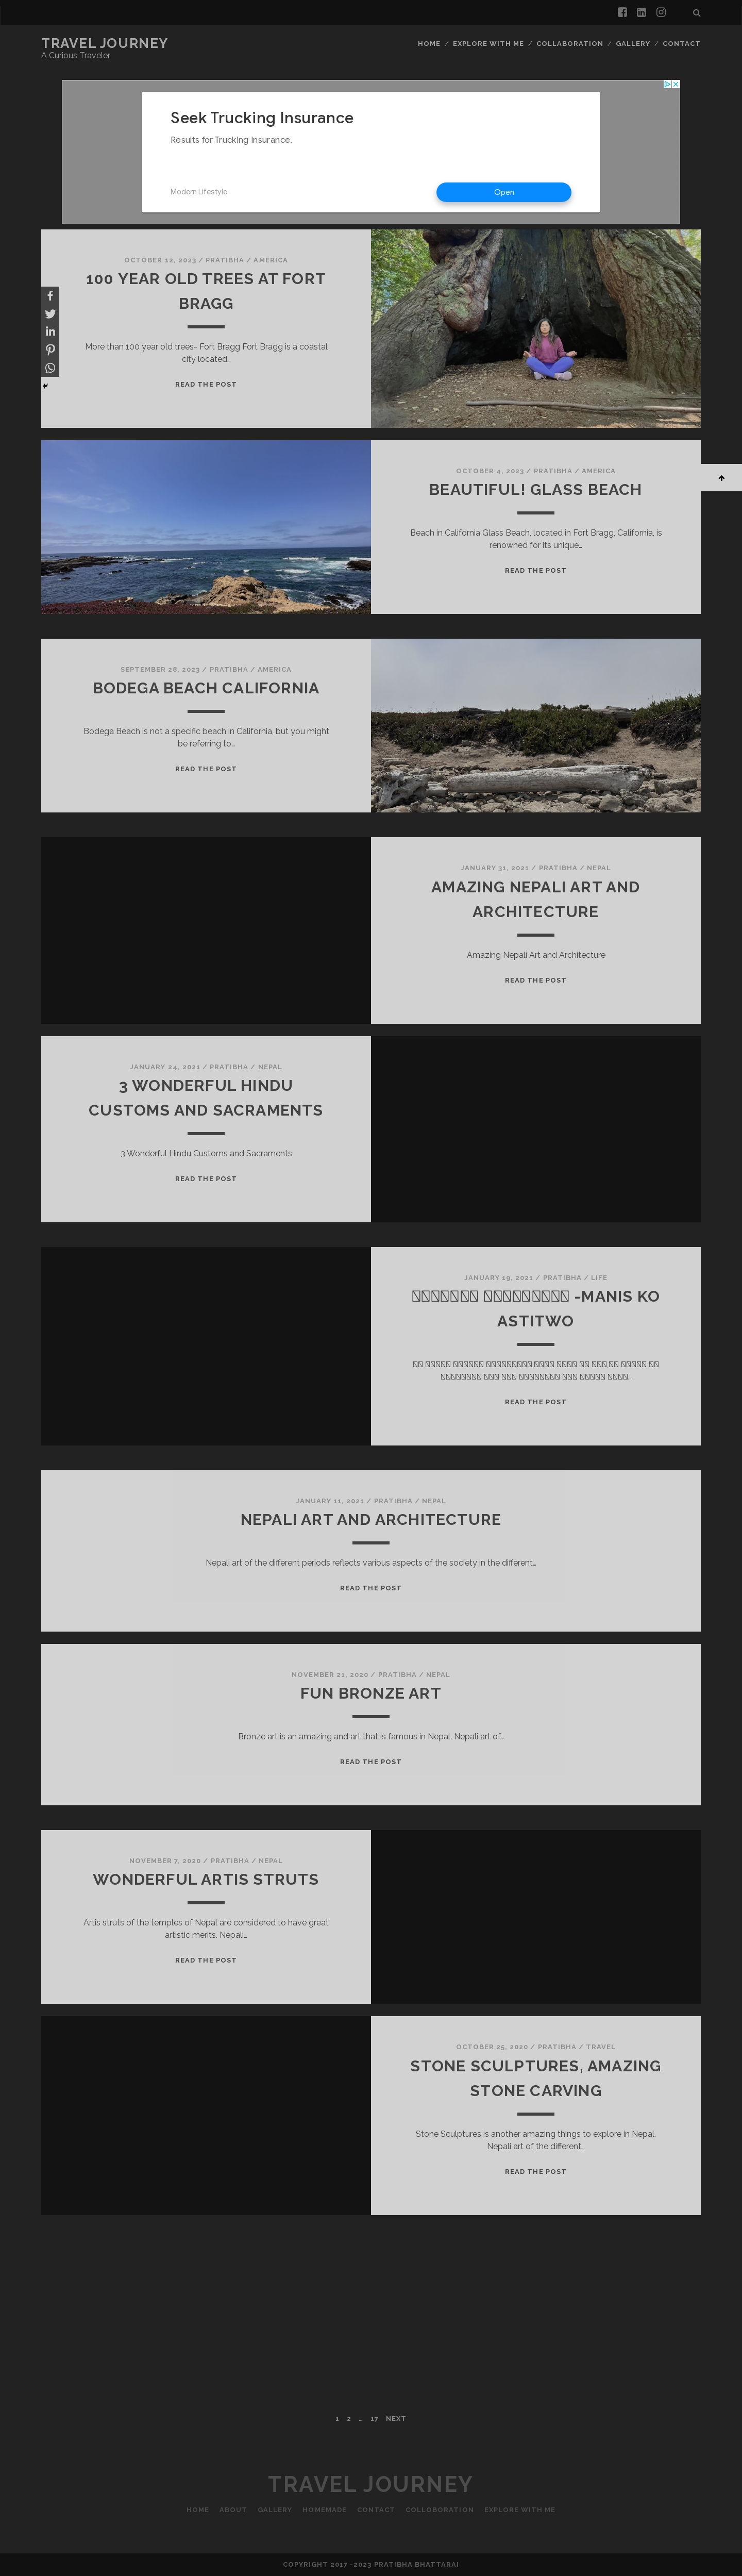 TRAVEL JOURNEY
A Curious Traveler
HOME / EXPLORE WITH ME / COLLABORATION / GALLERY / CONTACT
Seek Trucking Insurance
Results for Trucking Insurance.
Modern Lifestyle
Open
OCTOBER 12, 2023 / PRATIBHA / AMERICA
100 YEAR OLD TREES AT FORT
BRAGG
More than 100 year old trees- Fort Bragg Fort Bragg is a coastal
city located…
READ THE POST
OCTOBER 4, 2023 / PRATIBHA / AMERICA
BEAUTIFUL! GLASS BEACH
Beach in California Glass Beach, located in Fort Bragg, California, is
renowned for its unique…
READ THE POST
SEPTEMBER 28, 2023 / PRATIBHA / AMERICA
BODEGA BEACH CALIFORNIA
Bodega Beach is not a specific beach in California, but you might
be referring to…
READ THE POST
JANUARY 31, 2021 / PRATIBHA / NEPAL
AMAZING NEPALI ART AND
ARCHITECTURE
Amazing Nepali Art and Architecture
READ THE POST
JANUARY 24, 2021 / PRATIBHA / NEPAL
3 WONDERFUL HINDU
CUSTOMS AND SACRAMENTS
3 Wonderful Hindu Customs and Sacraments
READ THE POST
JANUARY 19, 2021 / PRATIBHA / LIFE
-MANIS KO
ASTITWO
READ THE POST
JANUARY 11, 2021 / PRATIBHA / NEPAL
NEPALI ART AND ARCHITECTURE
Nepali art of the different periods reflects various aspects of the society in the different…
READ THE POST
NOVEMBER 21, 2020 / PRATIBHA / NEPAL
FUN BRONZE ART
Bronze art is an amazing and art that is famous in Nepal. Nepali art of…
READ THE POST
NOVEMBER 7, 2020 / PRATIBHA / NEPAL
WONDERFUL ARTIS STRUTS
Artis struts of the temples of Nepal are considered to have great
artistic merits. Nepali…
READ THE POST
OCTOBER 25, 2020 / PRATIBHA / TRAVEL
STONE SCULPTURES, AMAZING
STONE CARVING
Stone Sculptures is another amazing things to explore in Nepal.
Nepali art of the different…
READ THE POST
1 2 … 17 NEXT
TRAVEL JOURNEY
HOME ABOUT GALLERY HOMEMADE CONTACT COLLOBORATION EXPLORE WITH ME
COPYRIGHT 2017 -2023 PRATIBHA BHATTARAI